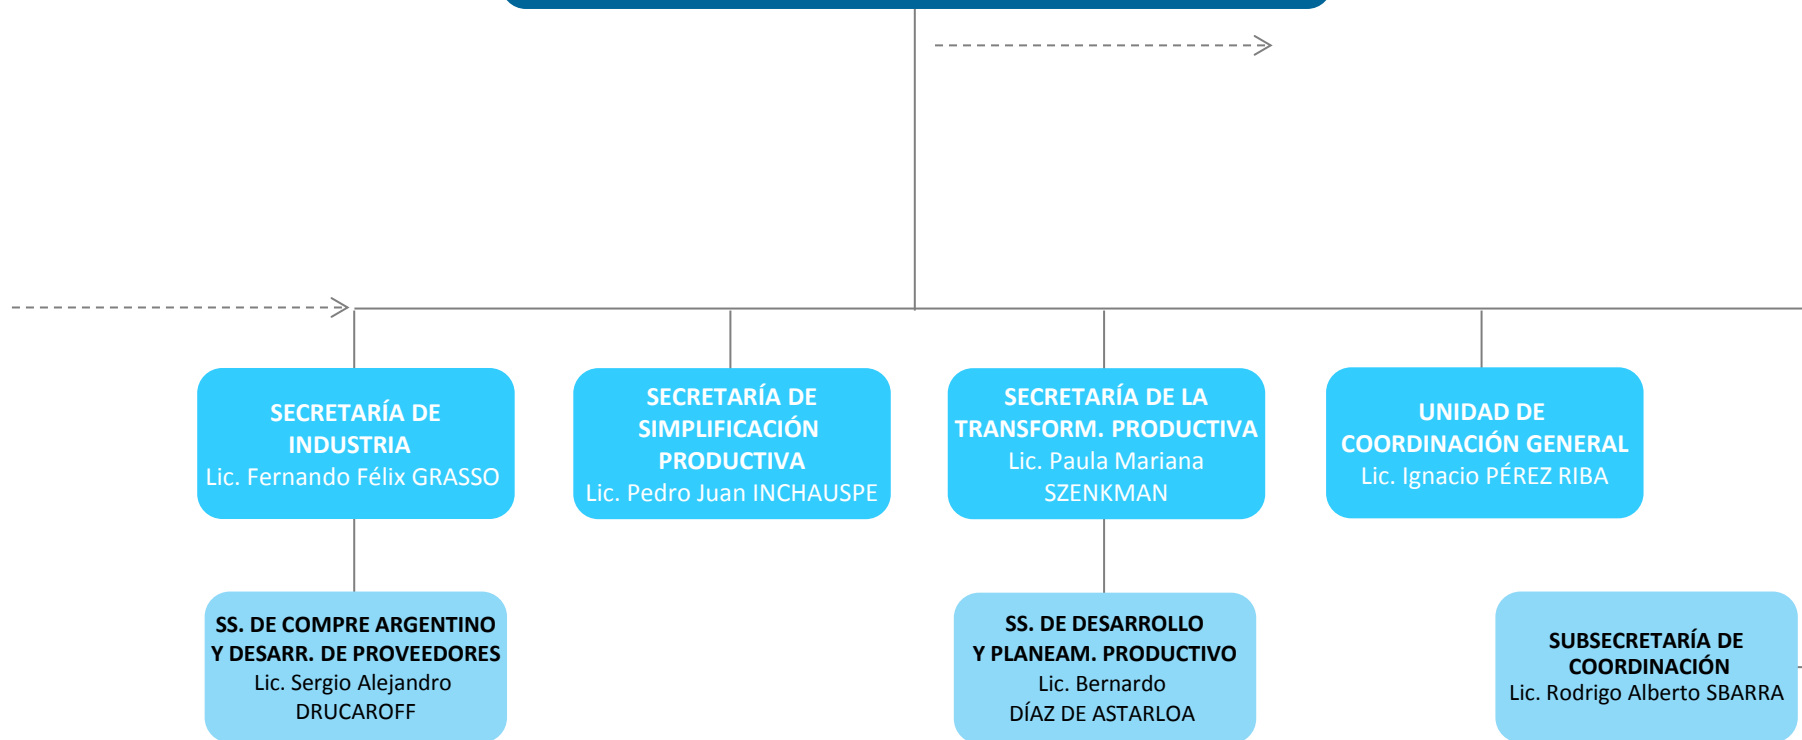 SECRETARÍA DE
INDUSTRIA
Lic. Fernando Félix GRASSO
SECRETARÍA DE
SIMPLIFICACIÓN
PRODUCTIVA
Lic. Pedro Juan INCHAUSPE
SECRETARÍA DE LA
TRANSFORM. PRODUCTIVA
Lic. Paula Mariana
SZENKMAN
UNIDAD DE
COORDINACIÓN GENERAL
Lic. Ignacio PÉREZ RIBA
SS. DE COMPRE ARGENTINO
Y DESARR. DE PROVEEDORES
Lic. Sergio Alejandro
DRUCAROFF
SS. DE DESARROLLO
Y PLANEAM. PRODUCTIVO
Lic. Bernardo
DÍAZ DE ASTARLOA
SUBSECRETARÍA DE
COORDINACIÓN
Lic. Rodrigo Alberto SBARRA